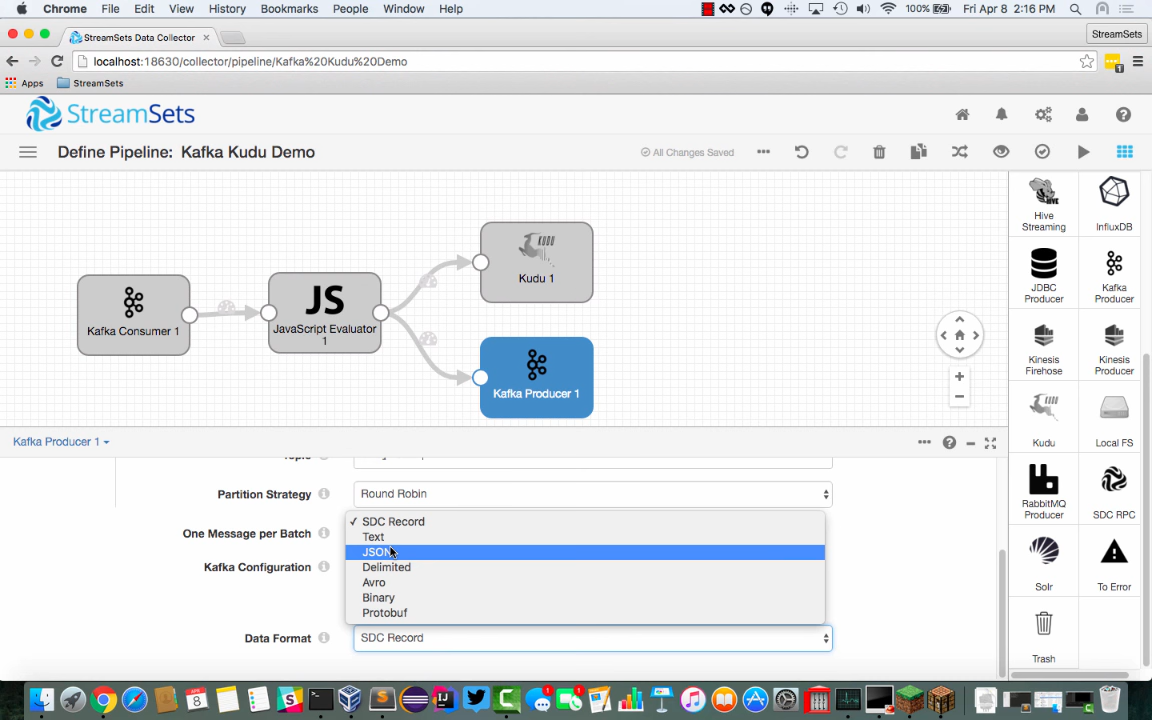 Chrome File Edit View History Bookmarks People Window Help 100% Fri Apr 8 2:16 PM
StreamSets Data Collector StreamSets
localhost:18630/collector/pipeline/Kafka%20Kudu%20Demo 1
Apps StreamSets
StreamSets
Define Pipeline: Kafka Kudu Demo All Changes Saved
Hive Streaming
InfluxDB
KUDU
Kudu 1
JDBC Producer
Kafka Producer
Kafka Consumer 1
JS
JavaScript Evaluator 1
Kinesis Firehose
Kinesis Producer
Kafka Producer 1
Kudu
Local FS
Kafka Producer 1
Partition Strategy Round Robin
RabbitMQ Producer
SDC RPC
SDC Record
One Message per Batch
Text
JSON
Kafka Configuration
Delimited
Avro
Solr
To Error
Binary
Protobuf
Data Format SDC Record
Trash